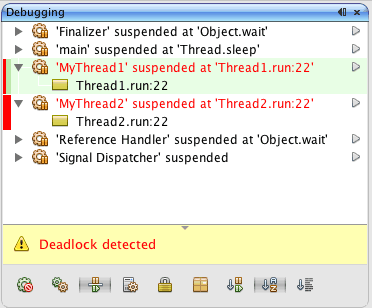 Debugging
'Finalizer' suspended at 'Object.wait'
'main' suspended at 'Thread.sleep'
'MyThread1' suspended at 'Thread1.run:22'
Thread1.run:22
'MyThread2' suspended at 'Thread2.run:22'
Thread2.run:22
'Reference Handler' suspended at 'Object.wait'
'Signal Dispatcher' suspended
Deadlock detected